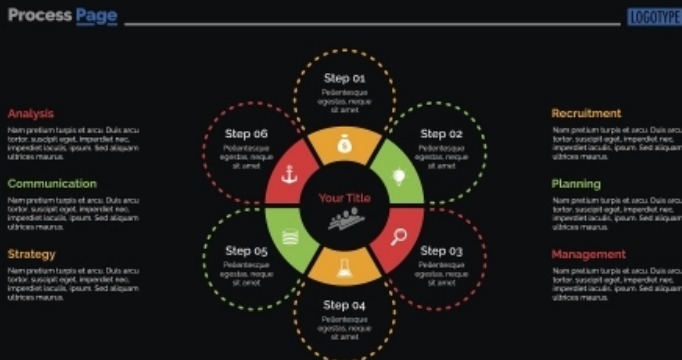 Process Page
LOGOTYPE
Analysis
Nam pretium turpis et arcu. Duis arcu
tortor, suscipit eget, imperdiet nec,
imperdiet iaculis, ipsum. Sed aliquam
ultrices mauris.
Communication
Nam pretium turpis et arcu. Duis arcu
tortor, suscipit eget, imperdiet nec,
imperdiet iaculis, ipsum. Sed aliquam
ultrices mauris.
Strategy
Nam pretium turpis et arcu. Duis arcu
tortor, suscipit eget, imperdiet nec,
imperdiet iaculis, ipsum. Sed aliquam
ultrices mauris.
Step 01
Pellentesque
egestas, neque
sit amet
Step 02
Pellentesque
egestas, neque
sit amet
Step 03
Pellentesque
egestas, neque
sit amet
Step 04
Pellentesque
egestas, neque
sit amet
Step 05
Pellentesque
egestas, neque
sit amet
Step 06
Pellentesque
egestas, neque
sit amet
Your Title
Recruitment
Nam pretium turpis et arcu. Duis arcu
tortor, suscipit eget, imperdiet nec,
imperdiet iaculis, ipsum. Sed aliquam
ultrices mauris.
Planning
Nam pretium turpis et arcu. Duis arcu
tortor, suscipit eget, imperdiet nec,
imperdiet iaculis, ipsum. Sed aliquam
ultrices mauris.
Management
Nam pretium turpis et arcu. Duis arcu
tortor, suscipit eget, imperdiet nec,
imperdiet iaculis, ipsum. Sed aliquam
ultrices mauris.